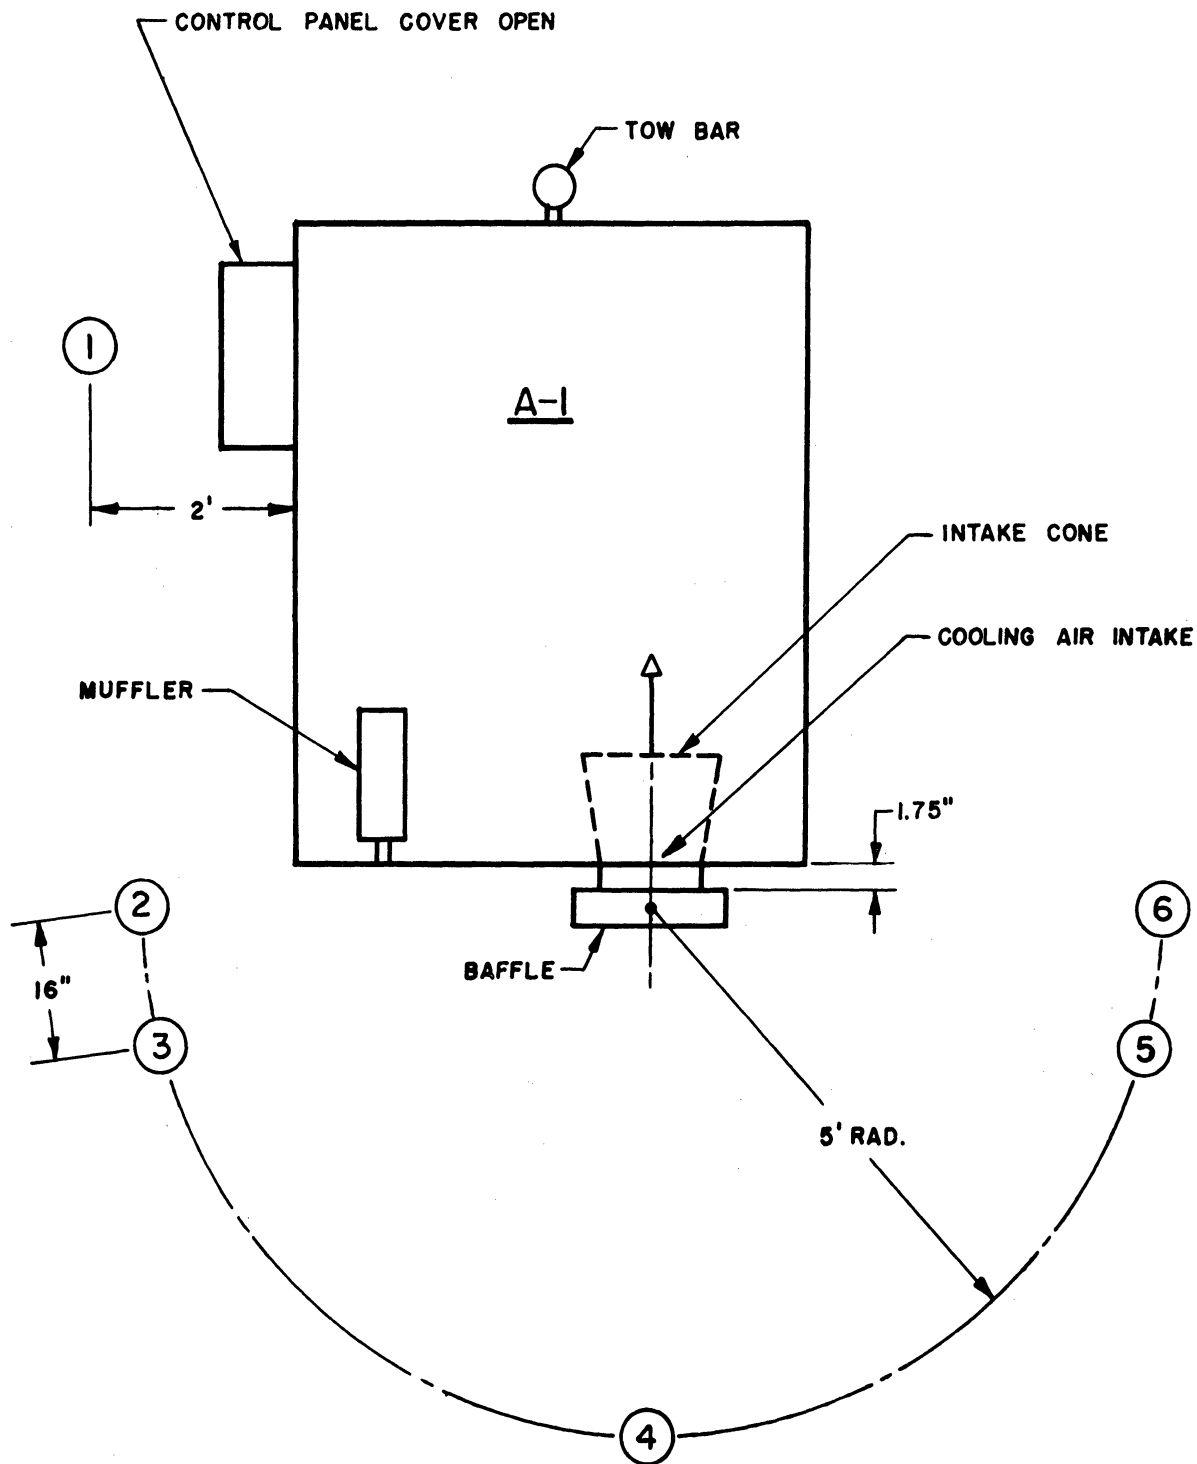 CONTROL PANEL COVER OPEN
TOW BAR
1
A-1
2'
INTAKE CONE
COOLING AIR INTAKE
MUFFLER
1.75"
2
6
BAFFLE
16"
3
5
5' RAD.
4